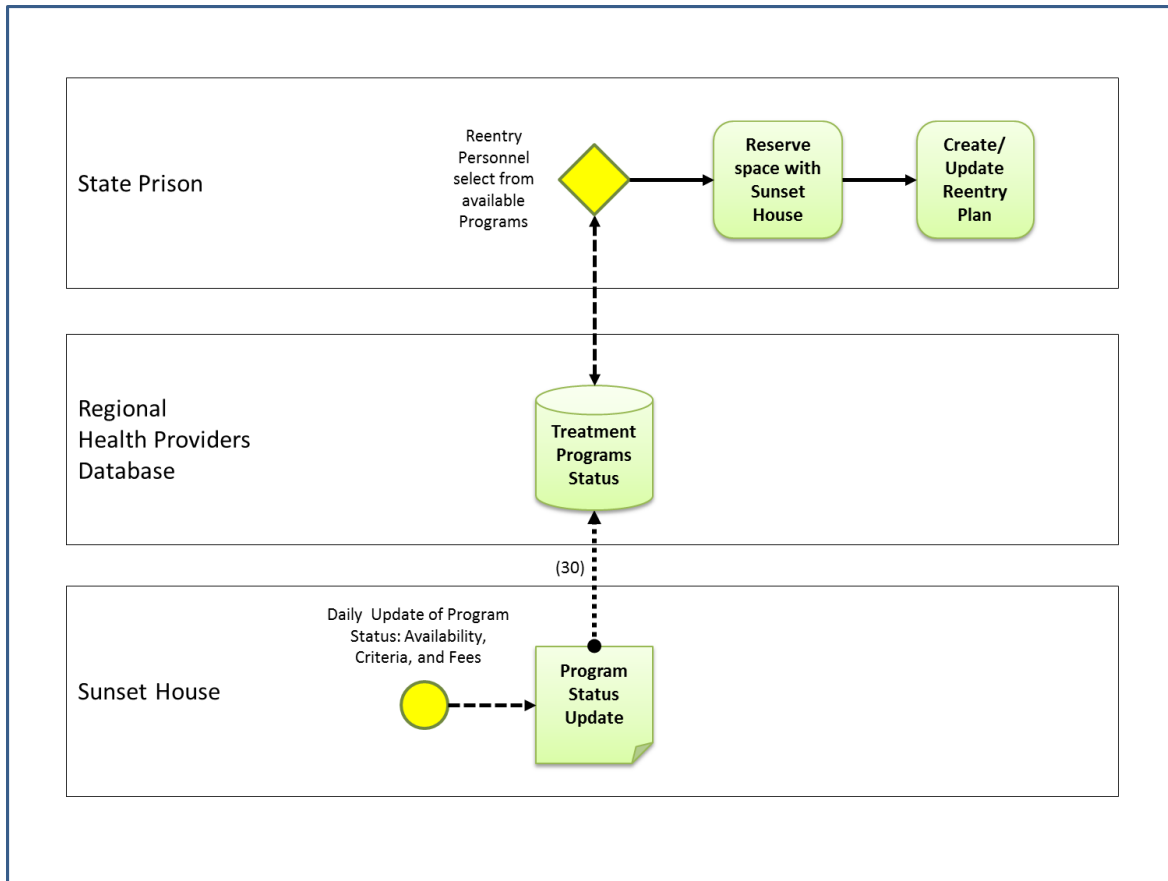 State Prison
Reentry
Personnel
select from
available
Programs
Reserve
space with
Sunset
House
Create/
Update
Reentry
Plan
Regional
Health Providers
Database
Treatment
Programs
Status
(30)
Sunset House
Daily Update of Program
Status: Availability,
Criteria, and Fees
Program
Status
Update